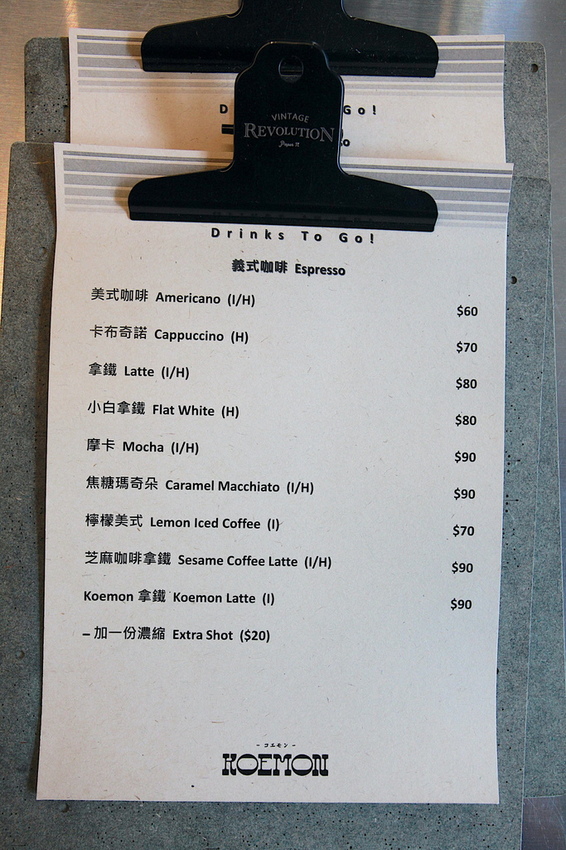 Go!
VINTAGE
REVOLUTION
Paper it
Drinks To Go!
義式咖啡 Espresso
美式咖啡 Americano (I/H)
$60
卡布奇諾 Cappuccino (H)
$70
拿鐵 Latte (I/H)
$80
小白拿鐵 Flat White (H)
$80
摩卡 Mocha (I/H)
$90
焦糖瑪奇朵 Caramel Macchiato (I/H)
$90
檸檬美式 Lemon Iced Coffee (I)
$70
芝麻咖啡拿鐵 Sesame Coffee Latte (I/H)
$90
Koemon 拿鐵 Koemon Latte (I)
$90
– 加一份濃縮 Extra Shot ($20)
- コエモン -
KOEMON